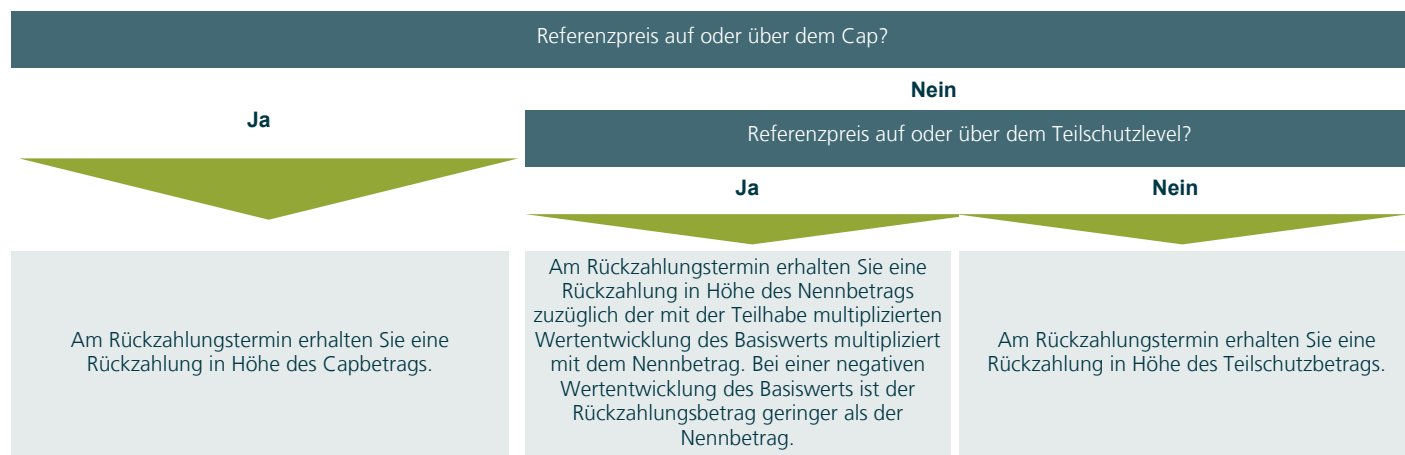 Referenzpreis auf oder über dem Cap?
Ja
Nein
Referenzpreis auf oder über dem Teilschutzlevel?
Ja
Nein
Am Rückzahlungstermin erhalten Sie eine
Rückzahlung in Höhe des Capbetrags.
Am Rückzahlungstermin erhalten Sie eine
Rückzahlung in Höhe des Nennbetrags
zuzüglich der mit der Teilhabe multiplizierten
Wertentwicklung des Basiswerts multipliziert
mit dem Nennbetrag. Bei einer negativen
Wertentwicklung des Basiswerts ist der
Rückzahlungsbetrag geringer als der
Nennbetrag.
Am Rückzahlungstermin erhalten Sie eine
Rückzahlung in Höhe des Teilschutzbetrags.